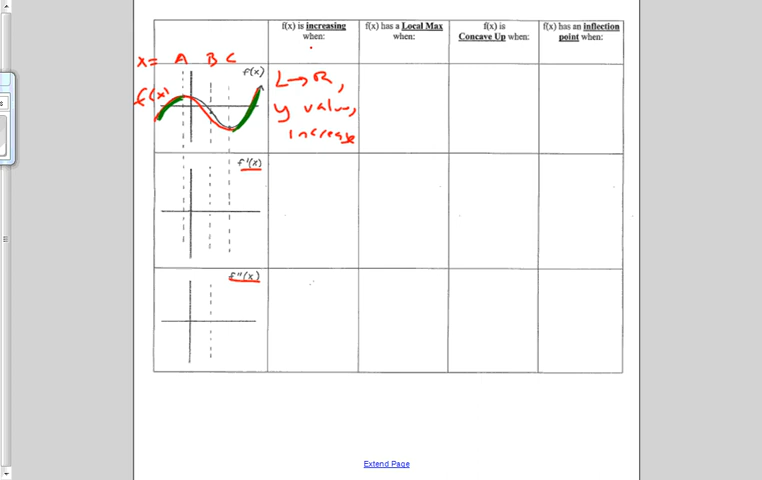 f(x) is increasing when:
f(x) has a Local Max when:
f(x) is Concave Up when:
f(x) has an inflection point when:
x= A B C
f(x)
f(x)
L→R,
y values
increase
f'(x)
f"(x)
Extend Page